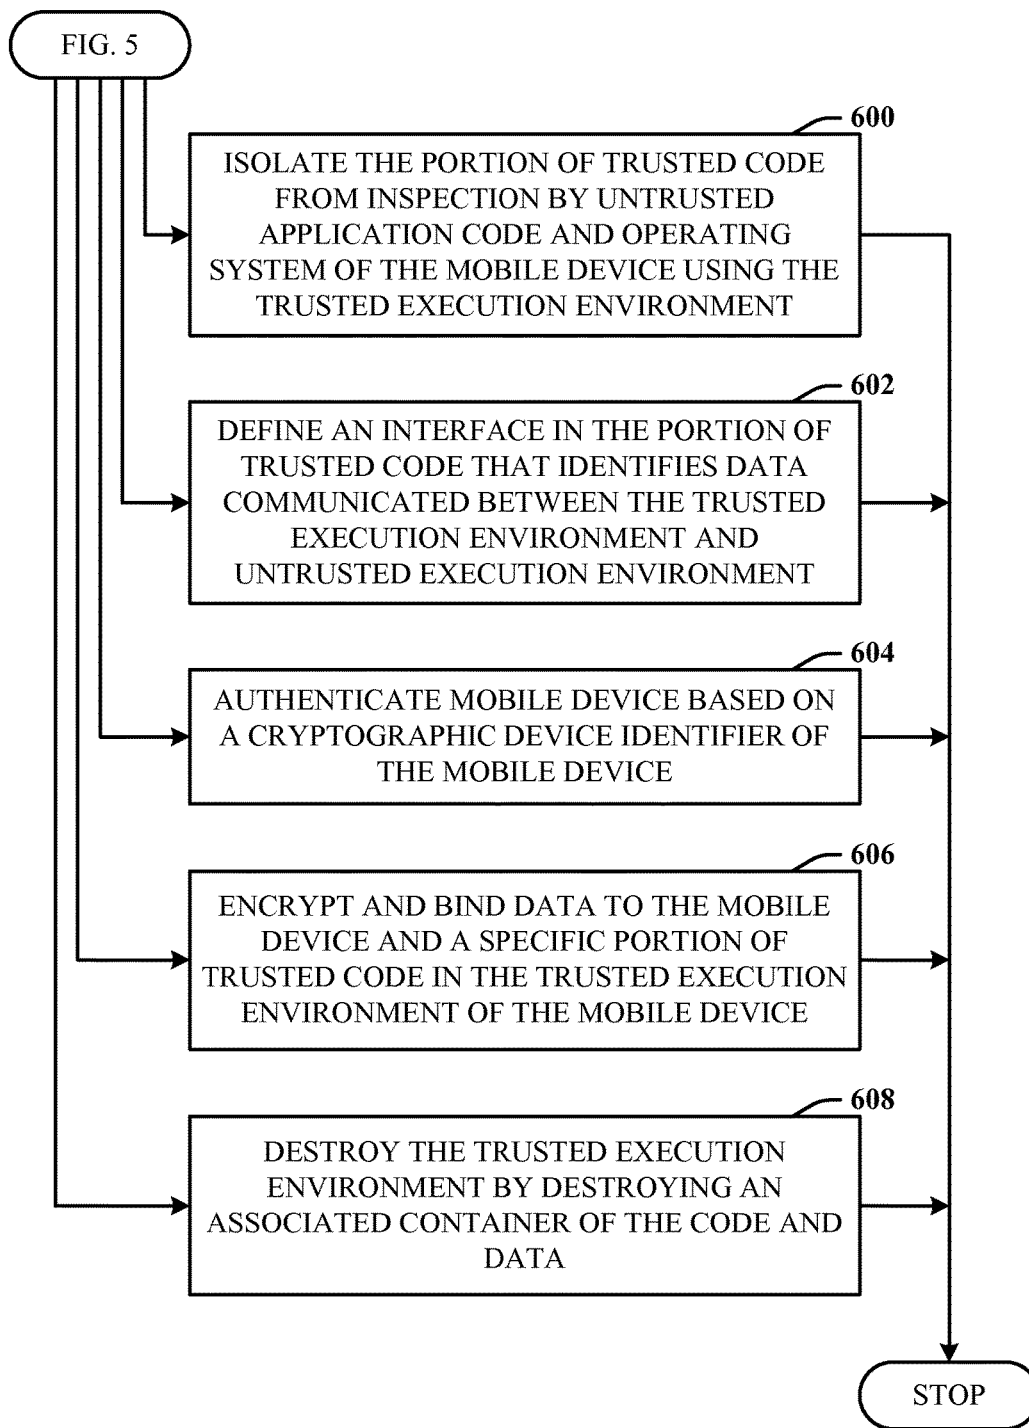 FIG. 5
600
ISOLATE THE PORTION OF TRUSTED CODE
FROM INSPECTION BY UNTRUSTED
APPLICATION CODE AND OPERATING
SYSTEM OF THE MOBILE DEVICE USING THE
TRUSTED EXECUTION ENVIRONMENT
602
DEFINE AN INTERFACE IN THE PORTION OF
TRUSTED CODE THAT IDENTIFIES DATA
COMMUNICATED BETWEEN THE TRUSTED
EXECUTION ENVIRONMENT AND
UNTRUSTED EXECUTION ENVIRONMENT.
604
AUTHENTICATE MOBILE DEVICE BASED ON
A CRYPTOGRAPHIC DEVICE IDENTIFIER OF
THE MOBILE DEVICE
606
ENCRYPT AND BIND DATA TO THE MOBILE
DEVICE AND A SPECIFIC PORTION OF
TRUSTED CODE IN THE TRUSTED EXECUTION
ENVIRONMENT OF THE MOBILE DEVICE
608
DESTROY THE TRUSTED EXECUTION
ENVIRONMENT BY DESTROYING AN
ASSOCIATED CONTAINER OF THE CODE AND
DATA
STOP